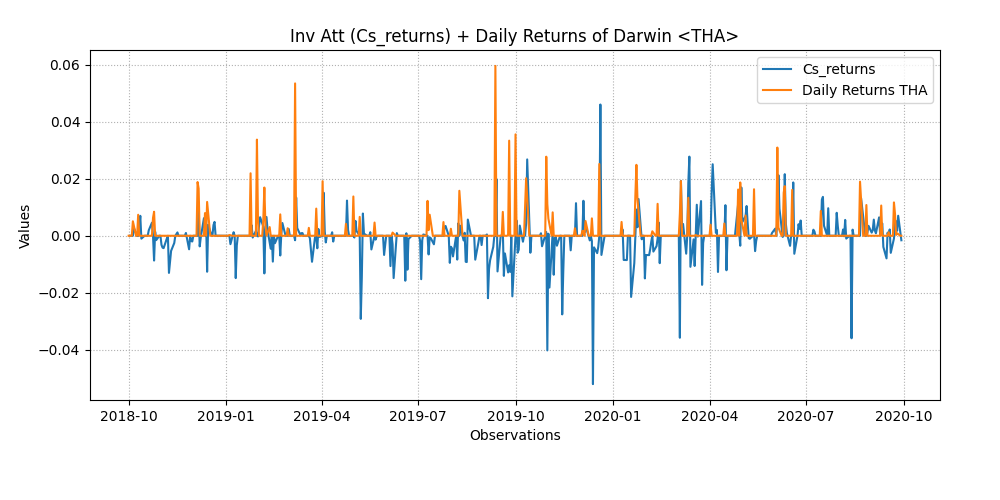 Inv Att (Cs_returns) + Daily Returns of Darwin <THA>
Cs_returns
Daily Returns THA
Values
0.06
0.04
0.02
0.00
−0.02
−0.04
2018-10 2019-01 2019-04 2019-07 2019-10 2020-01 2020-04 2020-07 2020-10
Observations